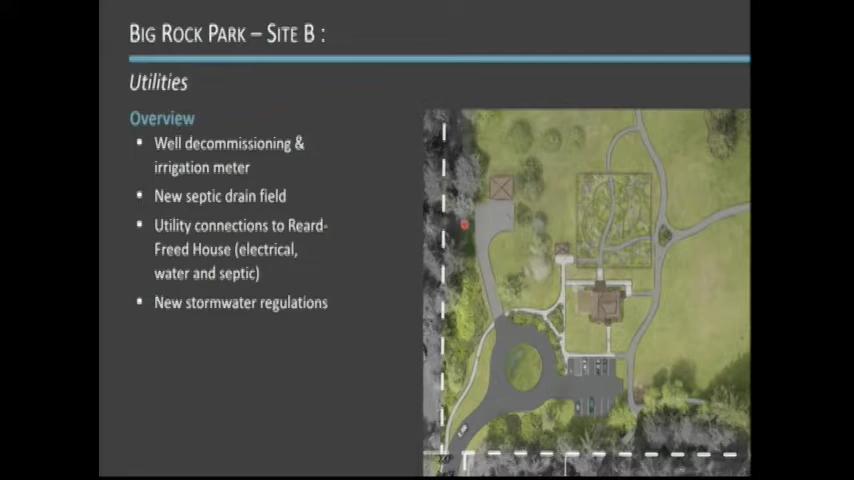 BIG ROCK PARK – SITE B :
Utilities
Overview
• Well decommissioning &
irrigation meter
• New septic drain field
• Utility connections to Reard-
Freed House (electrical,
water and septic)
• New stormwater regulations